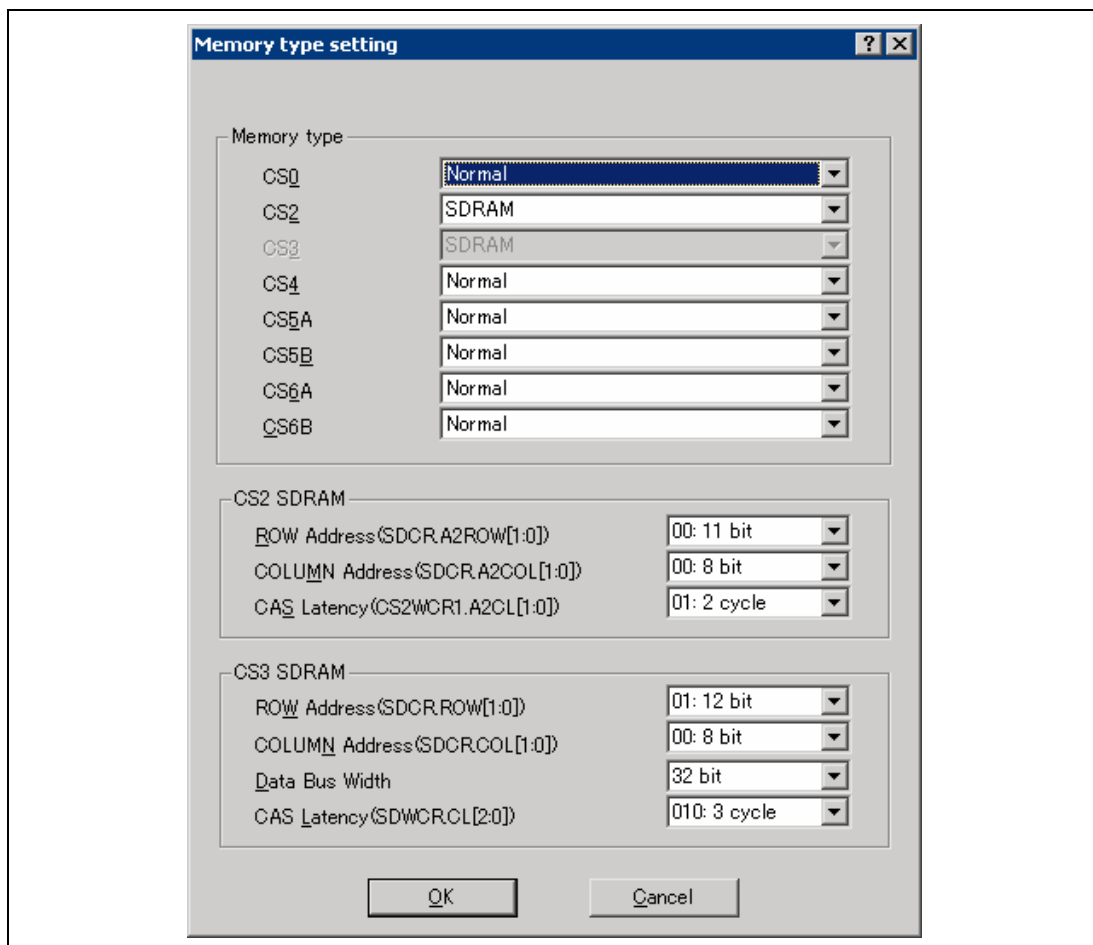 Memory type setting
Memory type
CS0 Normal
CS2 SDRAM
CS3 SDRAM
CS4 Normal
CS5A Normal
CS5B Normal
CS6A Normal
CS6B Normal
CS2 SDRAM
ROW Address(SDCR.A2ROW[1:0]) 00: 11 bit
COLUMN Address(SDCR.A2COL[1:0]) 00: 8 bit
CAS Latency(CS2WCR1.A2CL[1:0]) 01: 2 cycle
CS3 SDRAM
ROW Address(SDCR.ROW[1:0]) 01: 12 bit
COLUMN Address(SDCR.COL[1:0]) 00: 8 bit
Data Bus Width 32 bit
CAS Latency(SDWCR.CL[2:0]) 010: 3 cycle
OK Cancel